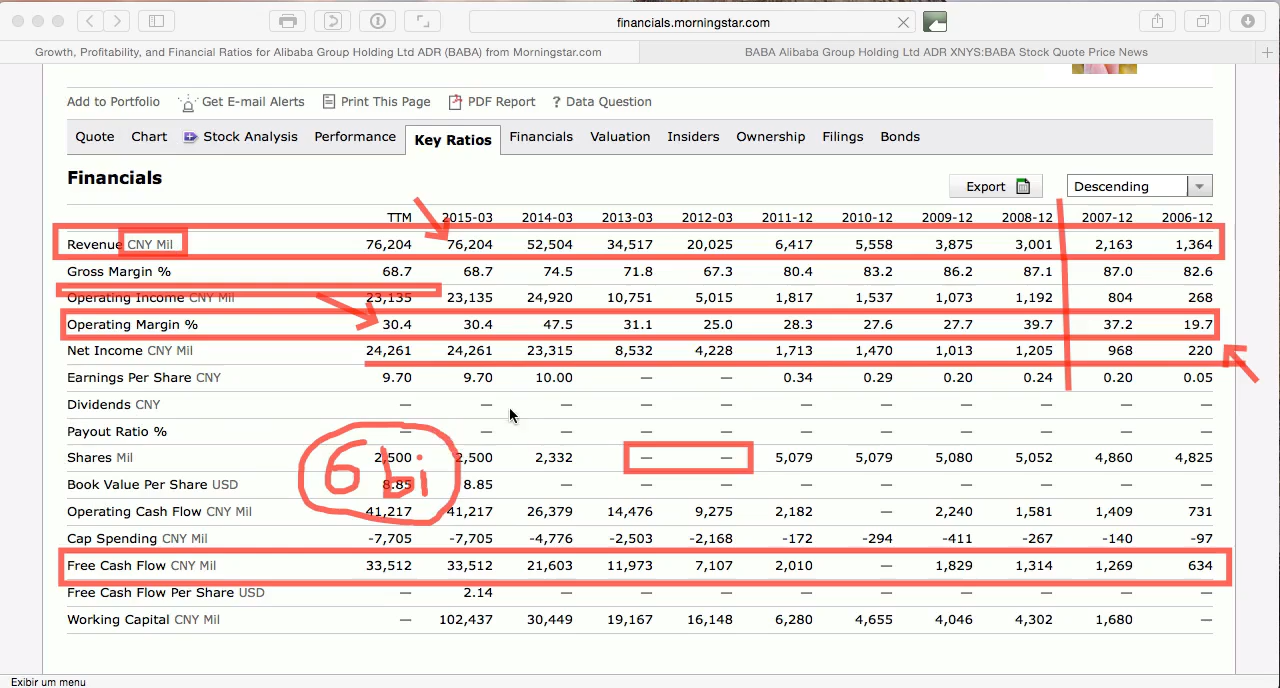 financials.morningstar.com
Growth, Profitability, and Financial Ratios for Alibaba Group Holding Ltd ADR (BABA) from Morningstar.com BABA Alibaba Group Holding Ltd ADR XNYS:BABA Stock Quote Price News
Add to Portfolio Get E-mail Alerts Print This Page PDF Report ? Data Question
Quote Chart Stock Analysis Performance Key Ratios Financials Valuation Insiders Ownership Filings Bonds
Financials
Export Descending
TTM 2015-03 2014-03 2013-03 2012-03 2011-12 2010-12 2009-12 2008-12 2007-12 2006-12
Revenue CNY Mil 76,204 76,204 52,504 34,517 20,025 6,417 5,558 3,875 3,001 2,163 1,364
Gross Margin % 68.7 68.7 74.5 71.8 67.3 80.4 83.2 86.2 87.1 87.0 82.6
Operating Income CNY Mil 23,135 23,135 24,920 10,751 5,015 1,817 1,537 1,073 1,192 804 268
Operating Margin % 30.4 30.4 47.5 31.1 25.0 28.3 27.6 27.7 39.7 37.2 19.7
Net Income CNY Mil 24,261 24,261 23,315 8,532 4,228 1,713 1,470 1,013 1,205 968 220
Earnings Per Share CNY 9.70 9.70 10.00 — — 0.34 0.29 0.20 0.24 0.20 0.05
Dividends CNY — — — — — — — — — — —
Payout Ratio % — — — — — — — — — — —
Shares Mil 2,500 2,500 2,332 — — 5,079 5,079 5,080 5,052 4,860 4,825
6 bi
Book Value Per Share USD 8.85 8.85 — — — — — — — — —
Operating Cash Flow CNY Mil 41,217 41,217 26,379 14,476 9,275 2,182 — 2,240 1,581 1,409 731
Cap Spending CNY Mil -7,705 -7,705 -4,776 -2,503 -2,168 -172 -294 -411 -267 -140 -97
Free Cash Flow CNY Mil 33,512 33,512 21,603 11,973 7,107 2,010 — 1,829 1,314 1,269 634
Free Cash Flow Per Share USD — 2.14 — — — — — — — — —
Working Capital CNY Mil — 102,437 30,449 19,167 16,148 6,280 4,655 4,046 4,302 1,680 —
Exibir um menu